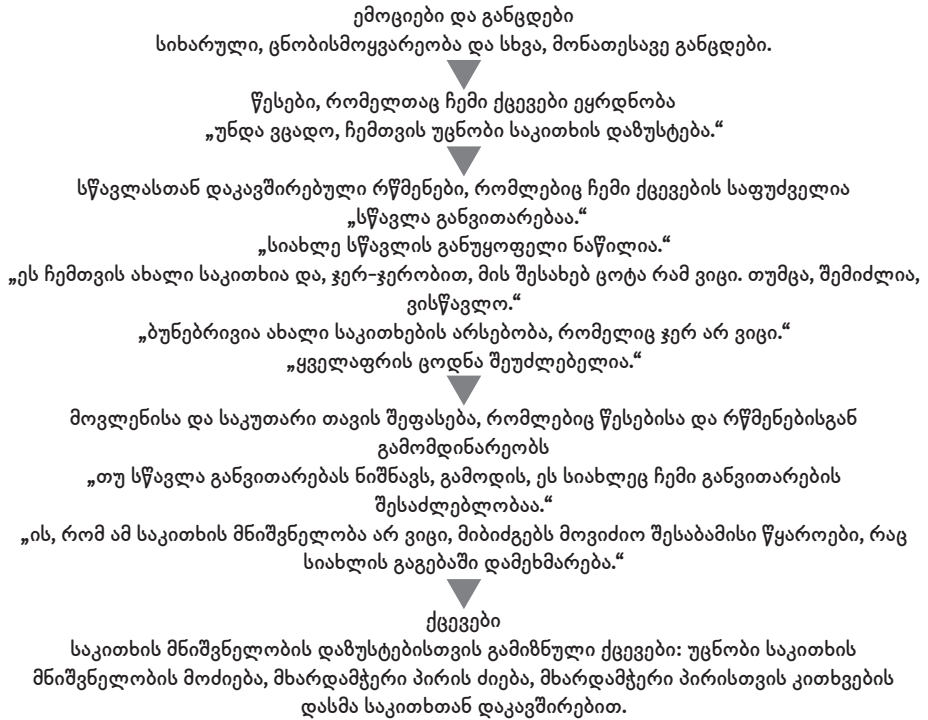 ემოციები და განცდები
სიხარული, ცნობისმოყვარეობა და სხვა, მონათესავე განცდები.
წესები, რომელთაც ჩემი ქცევები ეყრდნობა
„უნდა ვცადო, ჩემთვის უცნობი საკითხის დაზუსტება.“
სწავლასთან დაკავშირებული რწმენები, რომლებიც ჩემი ქცევების საფუძველია
„სწავლა განვითარებაა.“
„სიახლე სწავლის განუყოფელი ნაწილია.“
„ეს ჩემთვის ახალი საკითხია და, ჯერ-ჯერობით, მის შესახებ ცოტა რამ ვიცი. თუმცა, შემიძლია,
ვისწავლო.“
„ბუნებრივია ახალი საკითხების არსებობა, რომელიც ჯერ არ ვიცი.“
„ყველაფრის ცოდნა შეუძლებელია.“
მოვლენისა და საკუთარი თავის შეფასება, რომლებიც წესებისა და რწმენებისგან
გამომდინარეობს
„თუ სწავლა განვითარებას ნიშნავს, გამოდის, ეს სიახლეც ჩემი განვითარების
შესაძლებლობაა.“
„ის, რომ ამ საკითხის მნიშვნელობა არ ვიცი, მიბიძგებს მოვიძიო შესაბამისი წყაროები, რაც
სიახლის გაგებაში დამეხმარება.“
ქცევები
საკითხის მნიშვნელობის დაზუსტებისთვის გამიზნული ქცევები: უცნობი საკითხის
მნიშვნელობის მოძიება, მხარდამჭერი პირის ძიება, მხარდამჭერი პირისთვის კითხვების
დასმა საკითხთან დაკავშირებით.